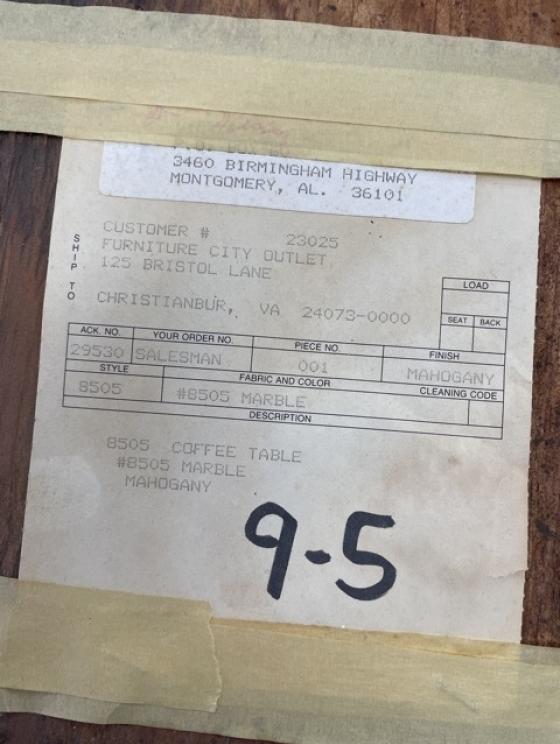 3460 BIRMINGHAM HIGHWAY
MONTGOMERY, AL. 36101
CUSTOMER # 23025
SHIP TO
FURNITURE CITY OUTLET
125 BRISTOL LANE
CHRISTIANBUR, VA 24073-0000
LOAD
SEAT BACK
ACK. NO. YOUR ORDER NO. PIECE NO. FINISH
29530 SALESMAN 001 MAHOGANY
STYLE FABRIC AND COLOR CLEANING CODE
8505 #8505 MARBLE
DESCRIPTION
8505 COFFEE TABLE
#8505 MARBLE
MAHOGANY
9-5